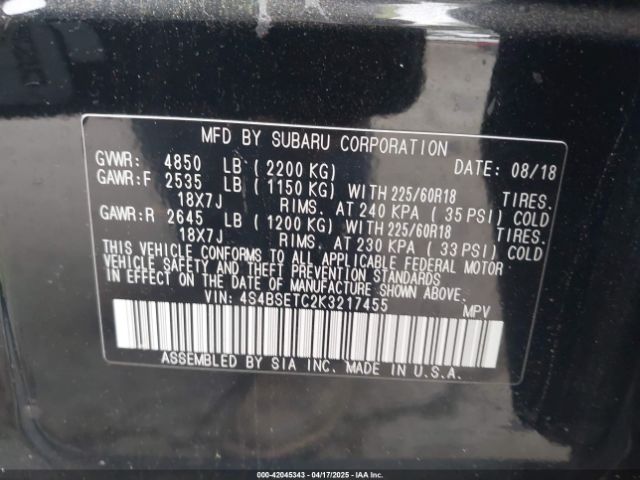 MFD BY SUBARU CORPORATION
GVWR: 4850 LB ( 2200 KG) DATE: 08/18
GAWR:F 2535 LB ( 1150 KG) WITH 225/60R18 TIRES.
18X7J RIMS. AT 240 KPA ( 35 PSI) COLD
GAWR:R 2645 LB ( 1200 KG) WITH 225/60R18 TIRES.
18X7J RIMS. AT 230 KPA ( 33 PSI) COLD
THIS VEHICLE CONFORMS TO ALL APPLICABLE FEDERAL MOTOR
VEHICLE SAFETY AND THEFT PREVENTION STANDARDS
IN EFFECT ON THE DATE OF MANUFACTURE SHOWN ABOVE.
VIN: 4S4BSETC2K3217455 MPV
ASSEMBLED BY SIA INC. MADE IN U.S.A.
000-42045343 - 04/17/2025 - IAAI.COM